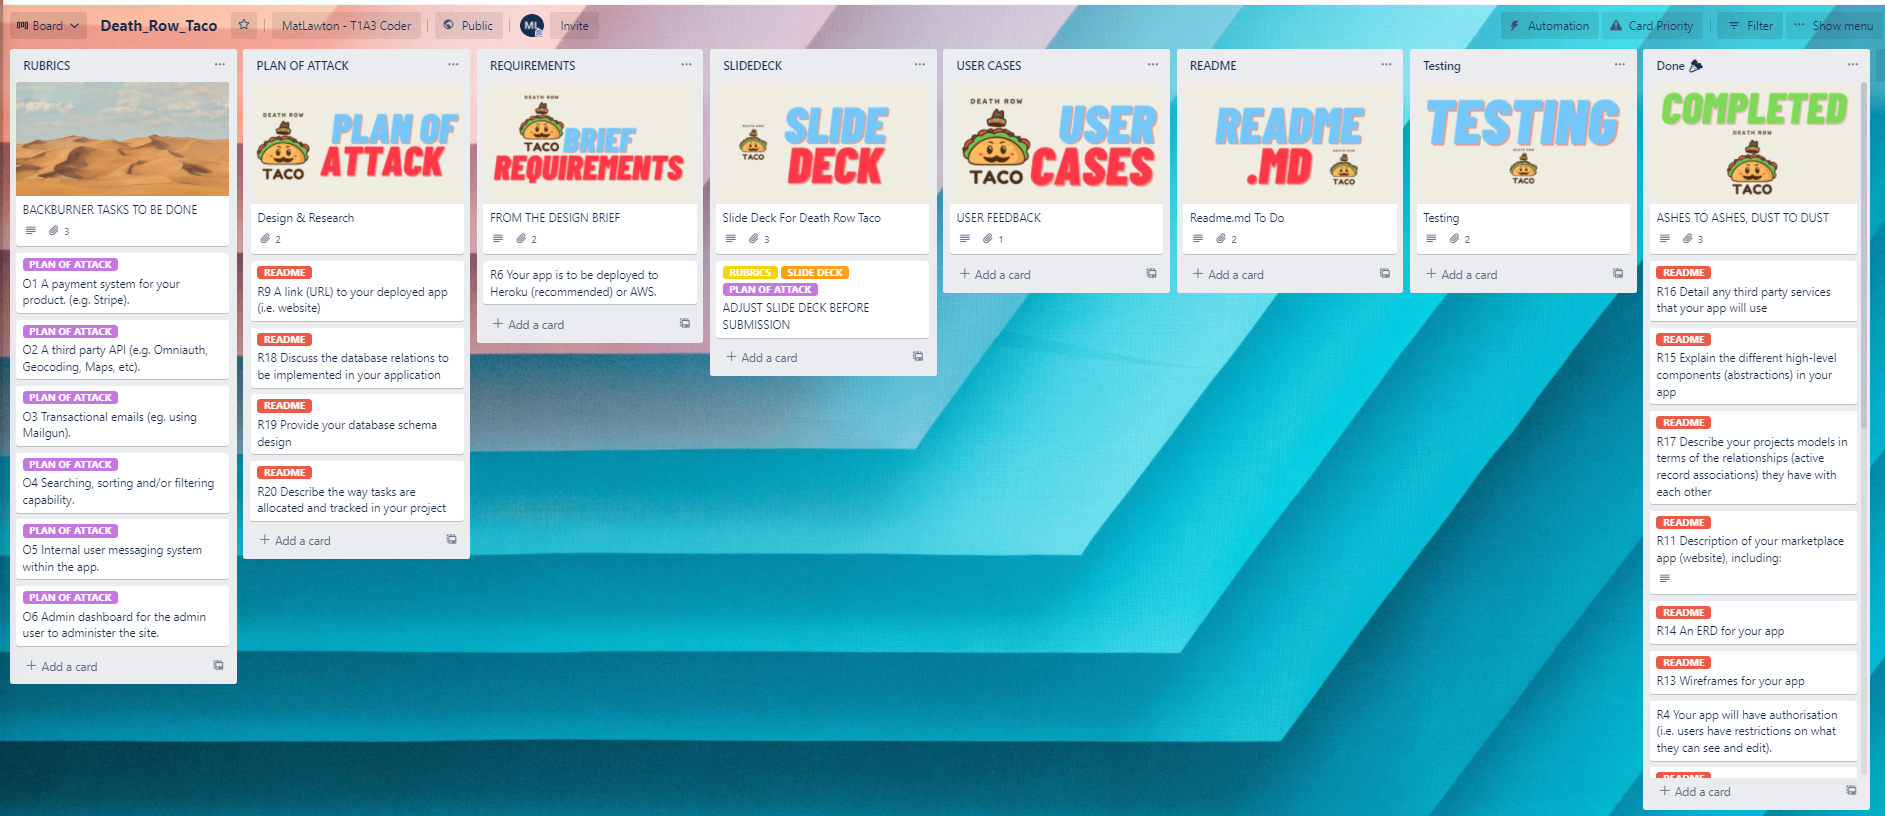 Board
Death_Row_Taco
MatLawton - T1A3 Coder
Public
ML
Invite
Automation
Card Priority
Filter
Show menu
RUBRICS
BACKBURNER TASKS TO BE DONE
3
PLAN OF ATTACK
O1 A payment system for your
product. (e.g. Stripe).
PLAN OF ATTACK
O2 A third party API (e.g. Omniauth,
Geocoding, Maps, etc).
PLAN OF ATTACK
O3 Transactional emails (eg. using
Mailgun).
PLAN OF ATTACK
O4 Searching, sorting and/or filtering
capability.
PLAN OF ATTACK
O5 Internal user messaging system
within the app.
PLAN OF ATTACK
O6 Admin dashboard for the admin
user to administer the site.
Add a card
PLAN OF ATTACK
DEATH ROW
TACO
PLAN OF
ATTACK
Design & Research
2
README
R9 A link (URL) to your deployed app
(i.e. website)
README
R18 Discuss the database relations to
be implemented in your application
README
R19 Provide your database schema
design
README
R20 Describe the way tasks are
allocated and tracked in your project
Add a card
REQUIREMENTS
DEATH ROW
TACO
BRIEF
REQUIREMENTS
FROM THE DESIGN BRIEF
2
R6 Your app is to be deployed to
Heroku (recommended) or AWS.
Add a card
SLIDEDECK
DEATH ROW
TACO
SLIDE
DECK
Slide Deck For Death Row Taco
3
RUBRICS
SLIDE DECK
PLAN OF ATTACK
ADJUST SLIDE DECK BEFORE
SUBMISSION
Add a card
USER CASES
DEATH ROW
TACO
USER
CASES
USER FEEDBACK
1
Add a card
README
README
.MD
DEATH ROW
TACO
Readme.md To Do
2
Add a card
Testing
TESTING
DEATH ROW
TACO
Testing
2
Add a card
Done
COMPLETED
DEATH ROW
TACO
ASHES TO ASHES, DUST TO DUST
3
README
R16 Detail any third party services
that your app will use
README
R15 Explain the different high-level
components (abstractions) in your
app
README
R17 Describe your projects models in
terms of the relationships (active
record associations) they have with
each other
README
R11 Description of your marketplace
app (website), including:
README
R14 An ERD for your app
README
R13 Wireframes for your app
R4 Your app will have authorisation
(i.e. users have restrictions on what
they can see and edit).
README
Add a card